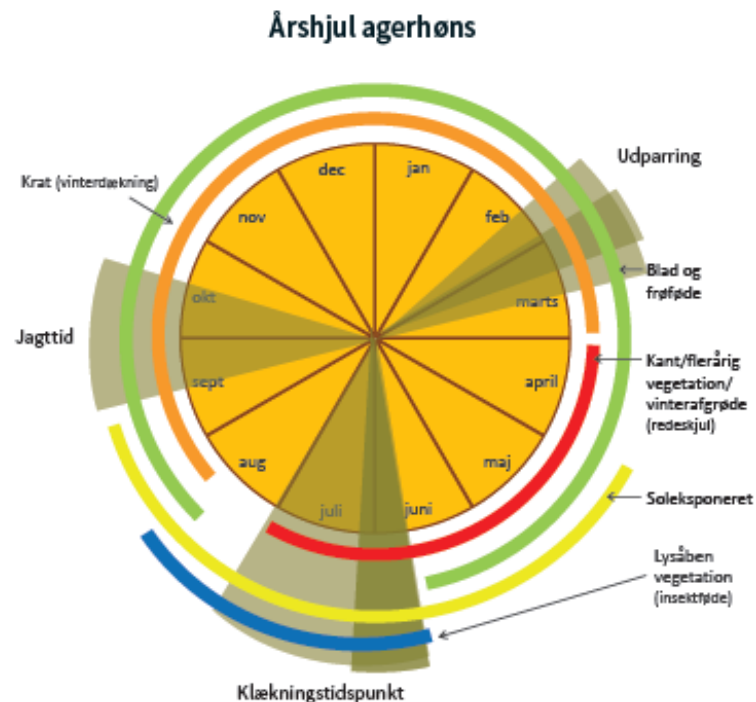 Årshjul agerhøns
Udparring
Krat (vinterdækning)
dec
jan
nov
feb
okt
marts
sept
april
aug
maj
juli
juni
Blad og
frøføde
Jagttid
Kant/flerårig
vegetation/
vinterafgrøde
(redeskjul)
Soleksponeret
Lysåben
vegetation
(insektføde)
Klækningstidspunkt